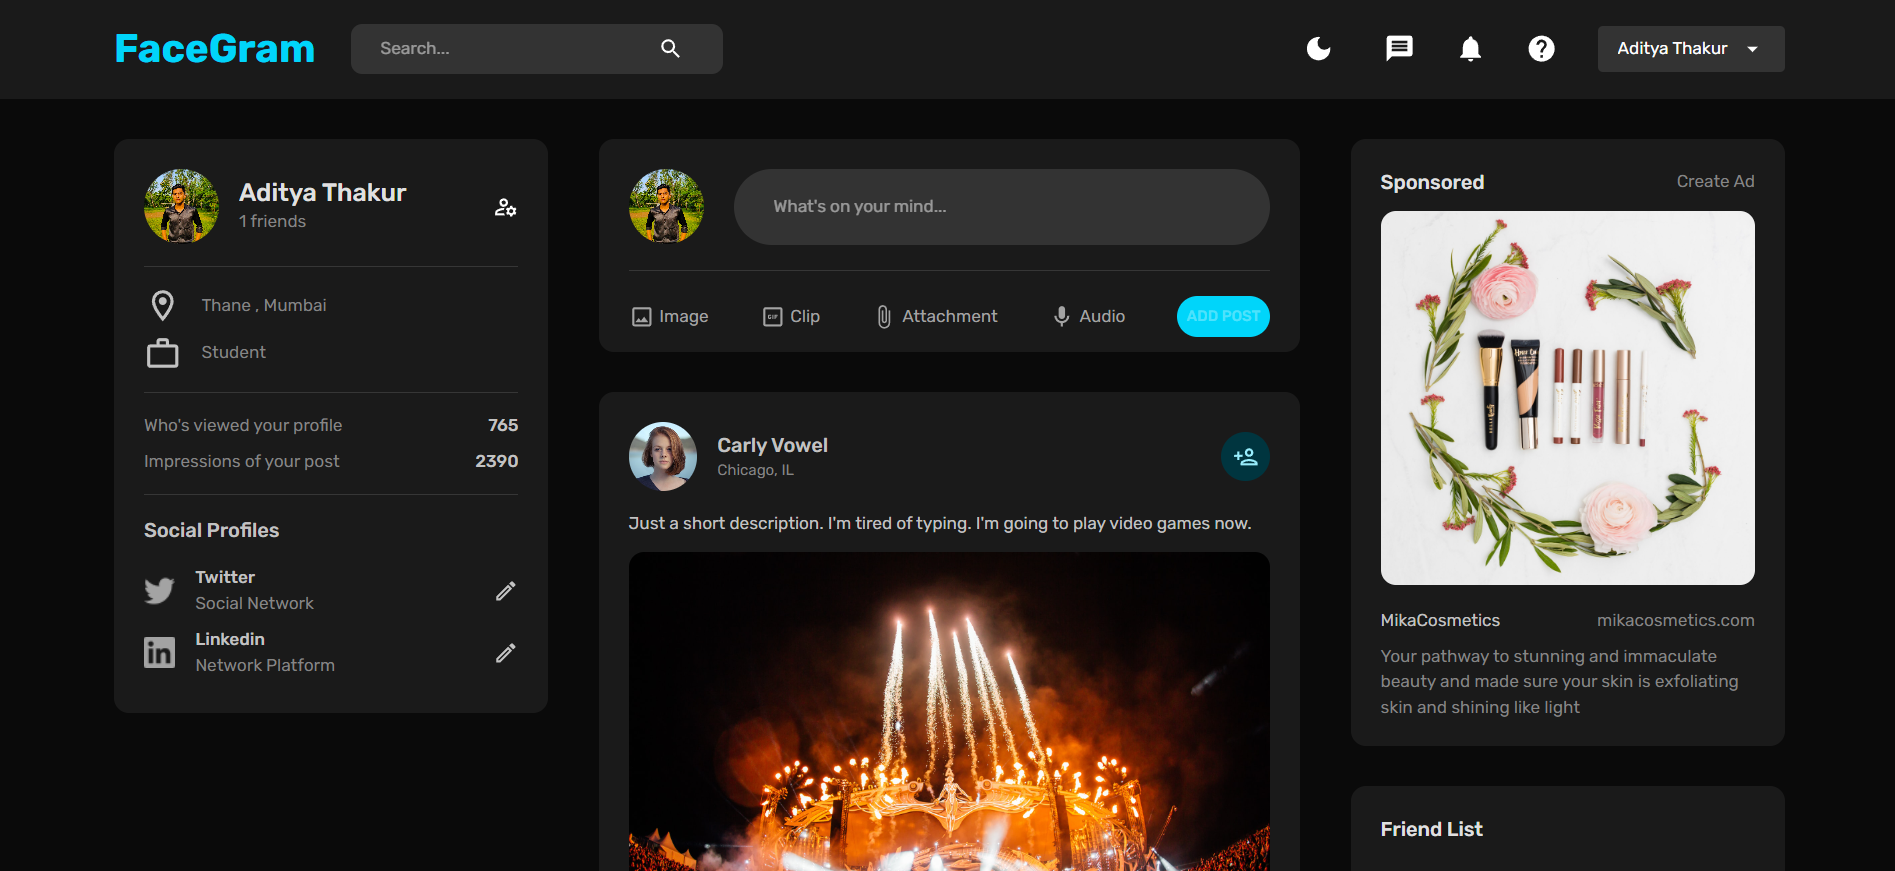 FaceGram
Search...
Aditya Thakur
Aditya Thakur
1 friends
Thane , Mumbai
Student
Who's viewed your profile 765
Impressions of your post 2390
Social Profiles
Twitter
Social Network
Linkedin
Network Platform
What's on your mind...
Image
GIF Clip
Attachment
Audio
ADD POST
Carly Vowel
Chicago, IL
Just a short description. I'm tired of typing. I'm going to play video games now.
Sponsored
Create Ad
MikaCosmetics
mikacosmetics.com
Your pathway to stunning and immaculate
beauty and made sure your skin is exfoliating
skin and shining like light
Friend List